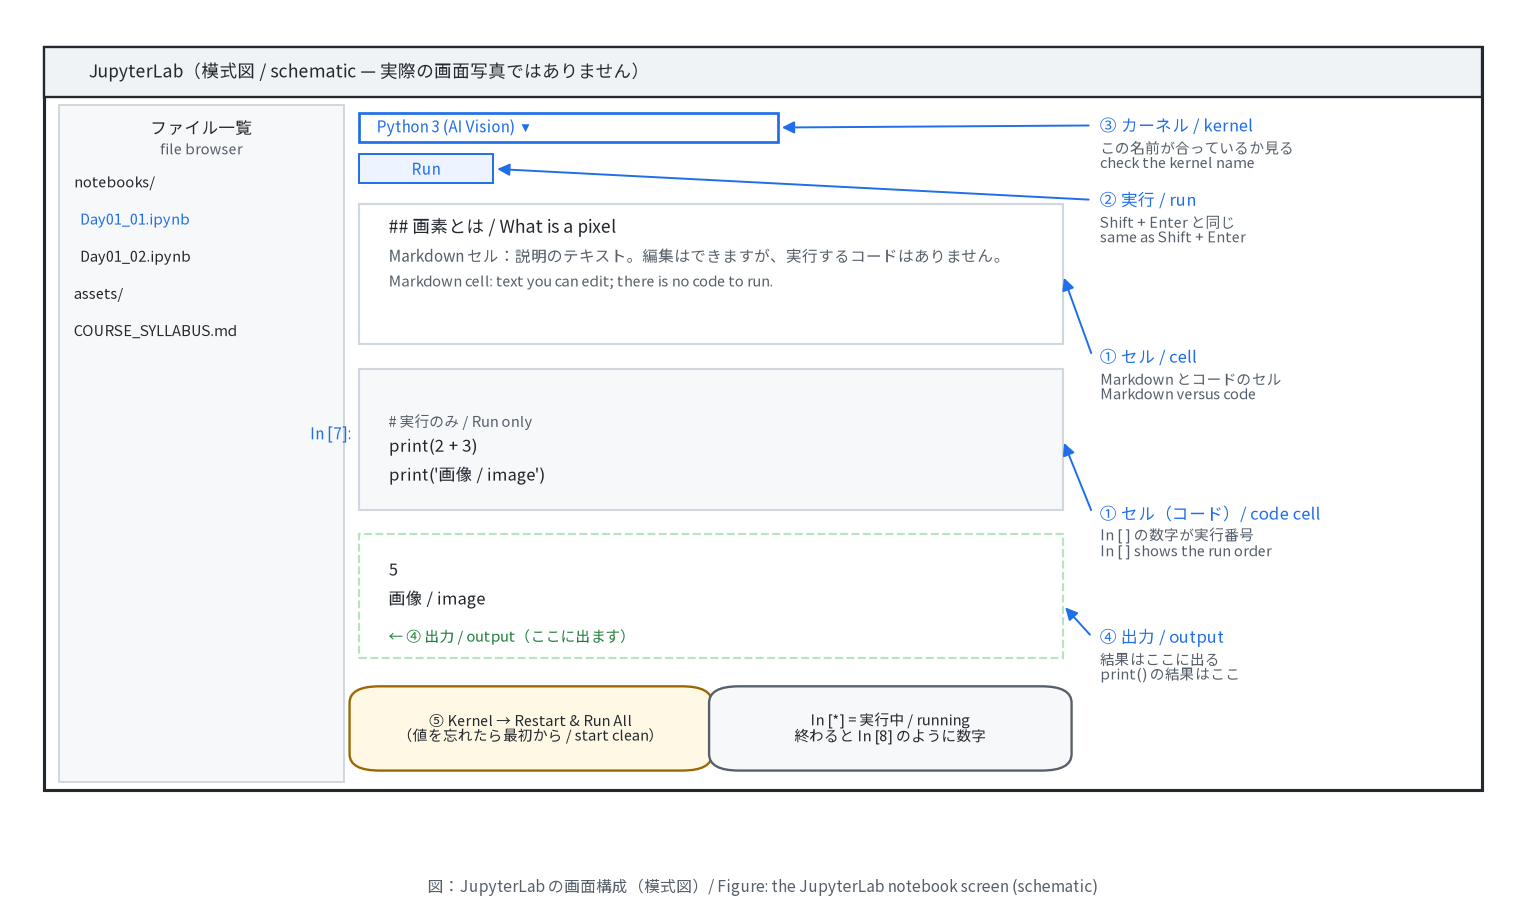 JupyterLab（模式図 / schematic — 実際の画面写真ではありません）
ファイル一覧
file browser
notebooks/
Day01_01.ipynb
Day01_02.ipynb
assets/
COURSE_SYLLABUS.md
Python 3 (AI Vision) ▾
Run
## 画素とは / What is a pixel
Markdown セル：説明のテキスト。編集はできますが、実行するコードはありません。
Markdown cell: text you can edit; there is no code to run.
In [7]:
# 実行のみ / Run only
print(2 + 3)
print('画像 / image')
5
画像 / image
← ④ 出力 / output（ここに出ます）
⑤ Kernel → Restart & Run All
（値を忘れたら最初から / start clean）
In [*] = 実行中 / running
終わると In [8] のように数字
③ カーネル / kernel
この名前が合っているか見る
check the kernel name
② 実行 / run
Shift + Enter と同じ
same as Shift + Enter
① セル / cell
Markdown とコードのセル
Markdown versus code
① セル（コード）/ code cell
In [ ] の数字が実行番号
In [ ] shows the run order
④ 出力 / output
結果はここに出る
print() の結果はここ
図：JupyterLab の画面構成（模式図）/ Figure: the JupyterLab notebook screen (schematic)